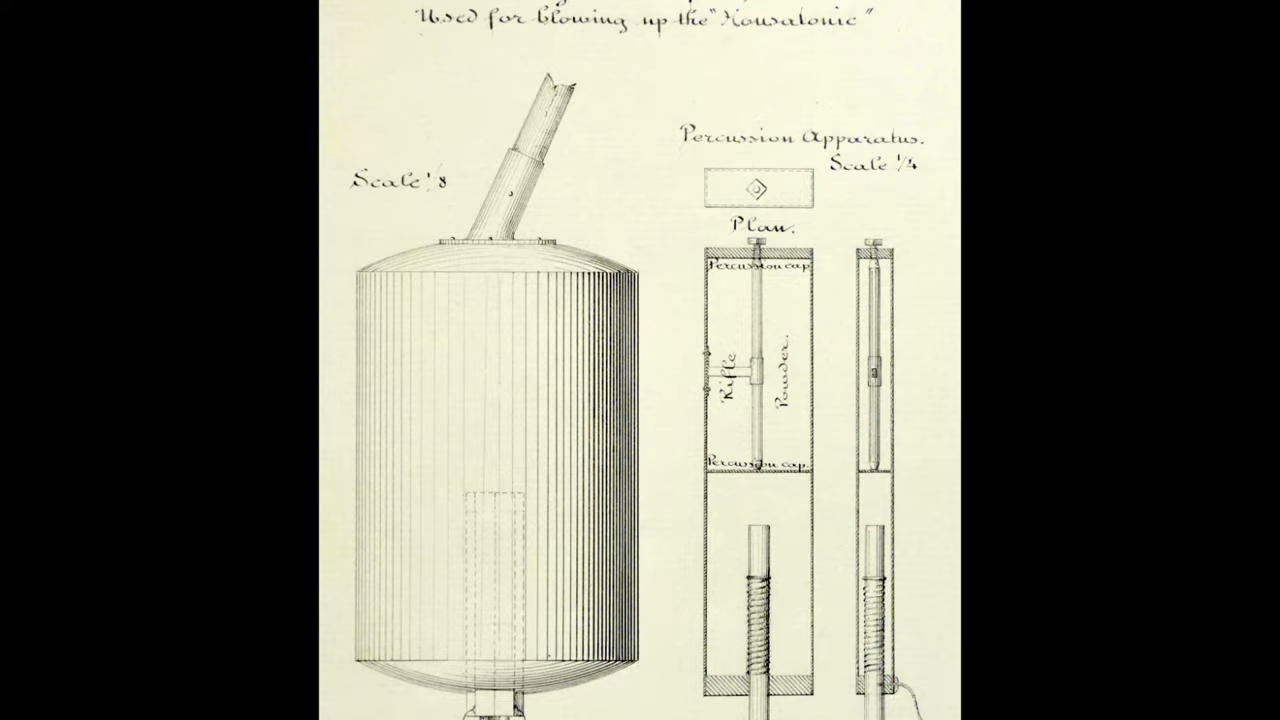 Used for blowing up the "Housatonic"
Scale 1/8
Percussion Apparatus.
Scale 1/4
Plan.
Percussion cap
Rifle
Powder.
Percussion cap.